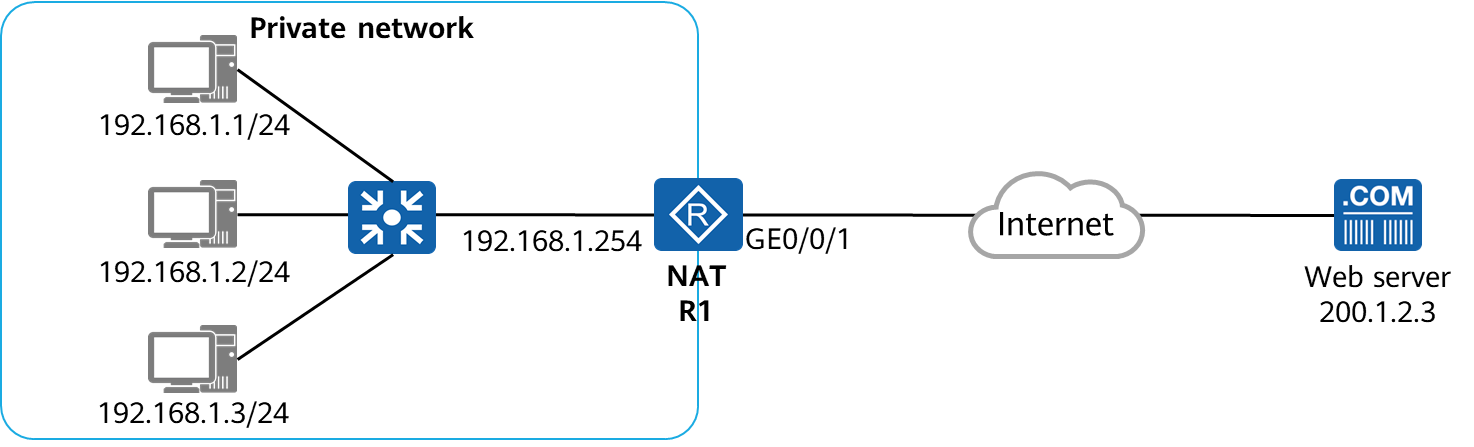 Private network
192.168.1.1/24
192.168.1.2/24
192.168.1.3/24
192.168.1.254
R
GE0/0/1
NAT
R1
Internet
.COM
Web server
200.1.2.3